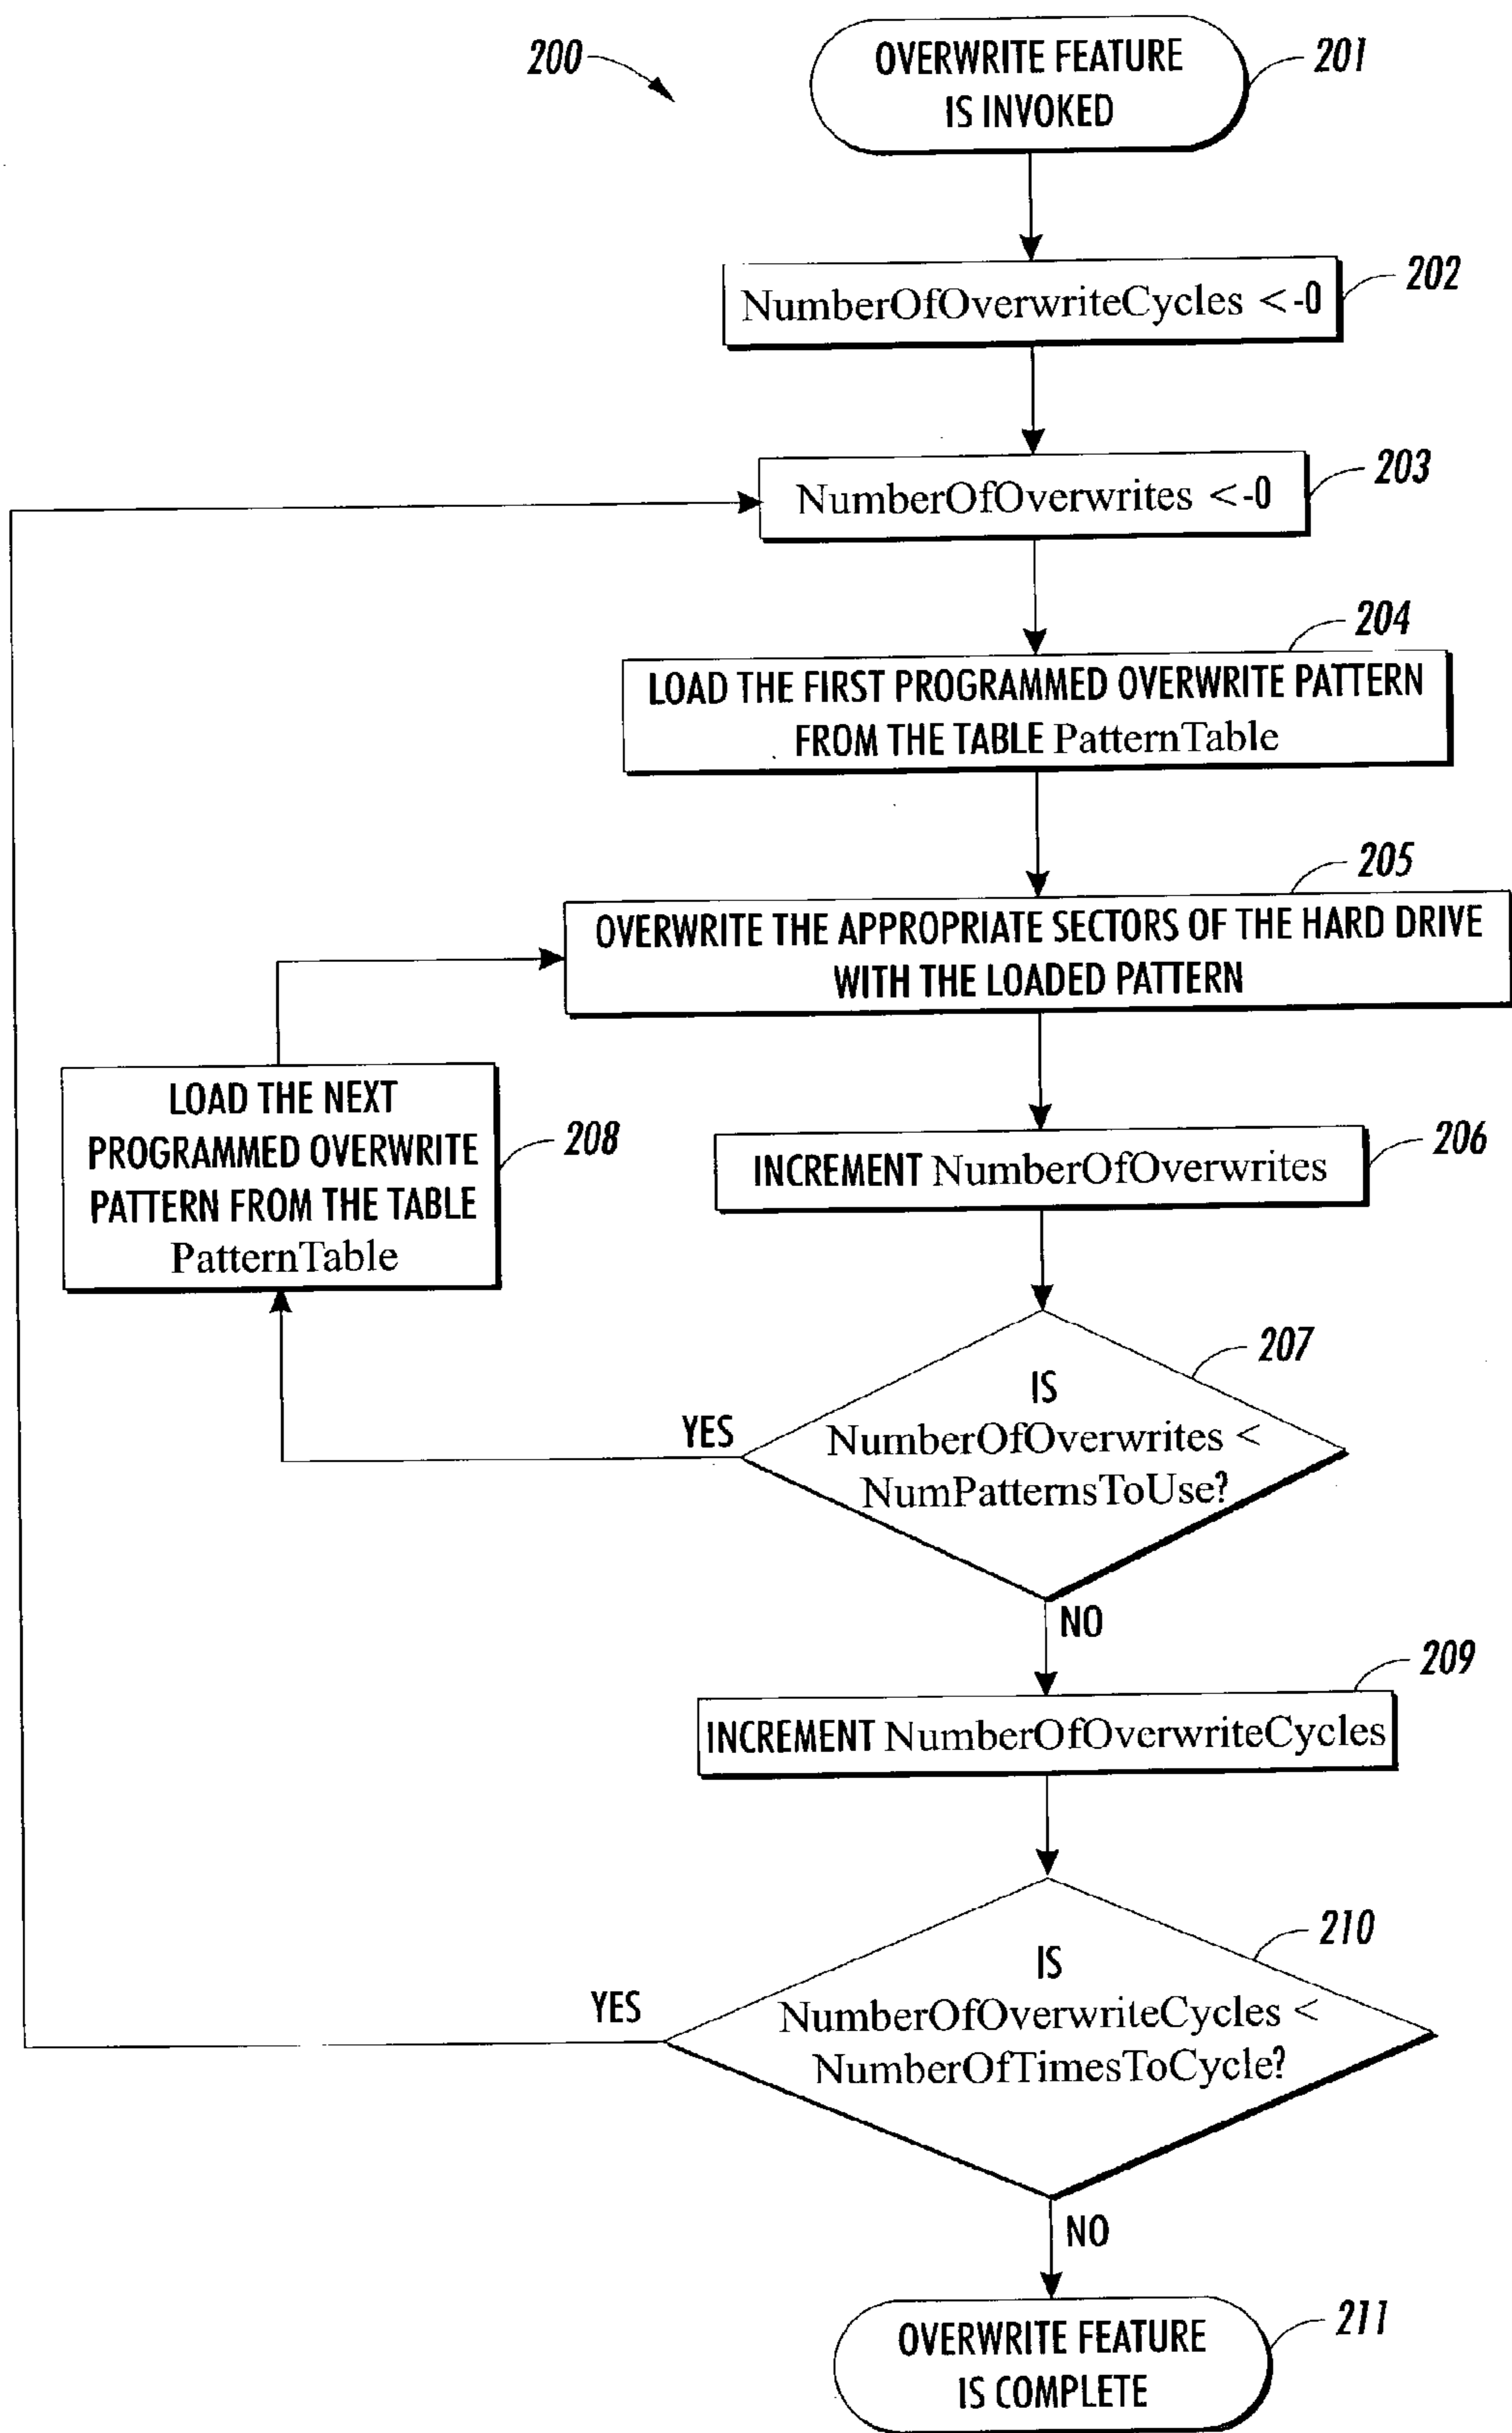 200
OVERWRITE FEATURE
IS INVOKED
201
NumberOfOverwriteCycles <-0
202
NumberOfOverwrites <-0
203
204
LOAD THE FIRST PROGRAMMED OVERWRITE PATTERN
FROM THE TABLE PatternTable
205
OVERWRITE THE APPROPRIATE SECTORS OF THE HARD DRIVE
WITH THE LOADED PATTERN
LOAD THE NEXT
PROGRAMMED OVERWRITE
PATTERN FROM THE TABLE
PatternTable
208
INCREMENT NumberOfOverwrites
206
207
IS
NumberOfOverwrites <
NumPatternsToUse?
YES
NO
209
INCREMENT NumberOfOverwriteCycles
210
IS
NumberOfOverwriteCycles <
NumberOfTimesToCycle?
YES
NO
OVERWRITE FEATURE
IS COMPLETE
211